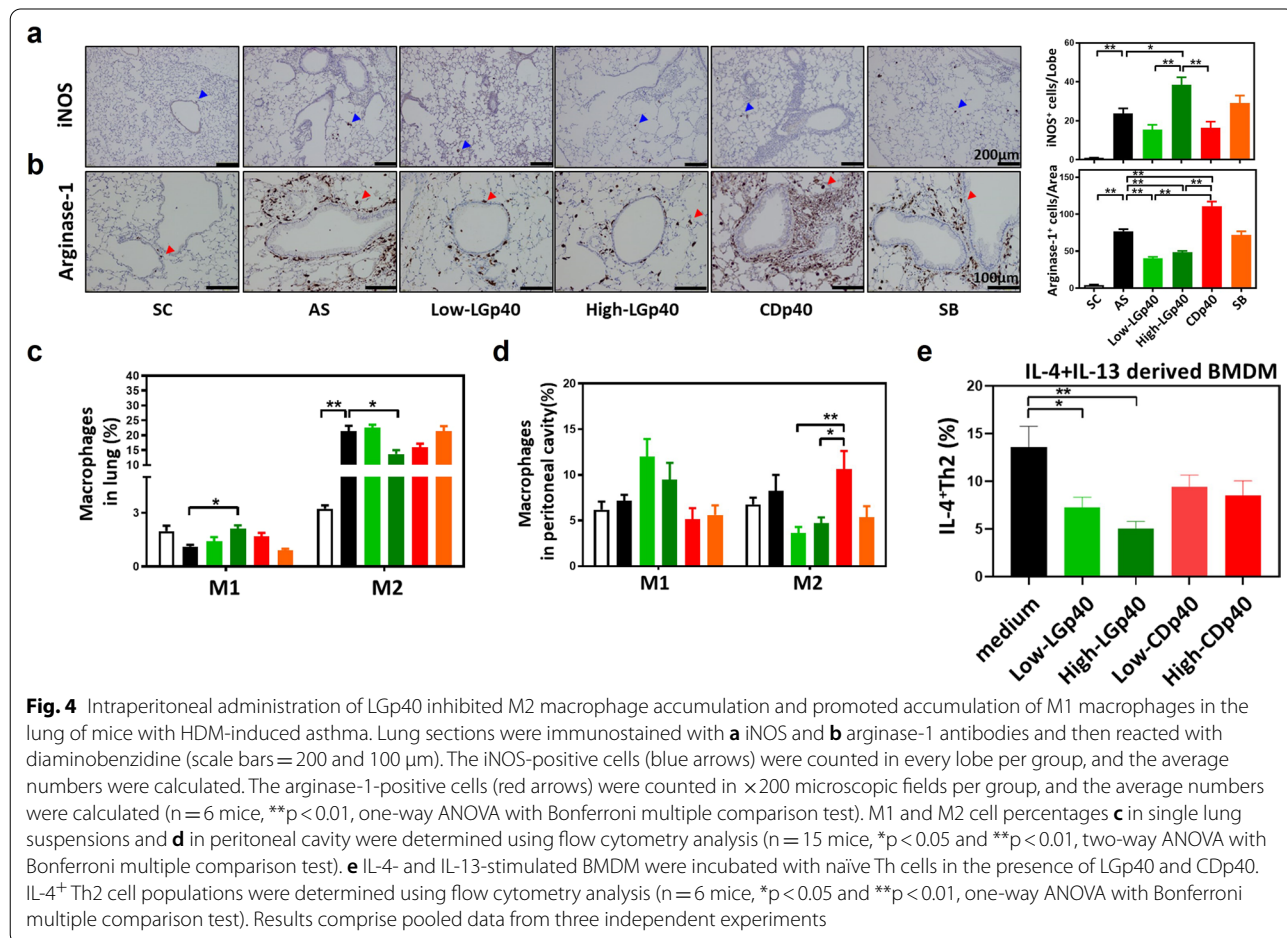 a
iNOS
200μm
iNOS+ cells/Lobe
60
40
20
0
** * ** **
b
Arginase-1
100μm
Arginase-1+ cells/Area
150
100
50
0
** ** ** ** ** **
SC AS Low-LGp40 High-LGp40 CDp40 SB
SC AS Low-LGp40 High-LGp40 CDp40 SB
c
Macrophages in lung (%)
40
35
30
25
20
15
10
3
0
* ** *
M1 M2
d
Macrophages in peritoneal cavity(%)
20
15
10
5
0
** *
M1 M2
e
IL-4+IL-13 derived BMDM
IL-4+Th2 (%)
20
15
10
5
0
** *
medium Low-LGp40 High-LGp40 Low-CDp40 High-CDp40
Fig. 4 Intraperitoneal administration of LGp40 inhibited M2 macrophage accumulation and promoted accumulation of M1 macrophages in the
lung of mice with HDM-induced asthma. Lung sections were immunostained with a iNOS and b arginase-1 antibodies and then reacted with
diaminobenzidine (scale bars = 200 and 100 μm). The iNOS-positive cells (blue arrows) were counted in every lobe per group, and the average
numbers were calculated. The arginase-1-positive cells (red arrows) were counted in ×200 microscopic fields per group, and the average numbers
were calculated (n = 6 mice, **p < 0.01, one-way ANOVA with Bonferroni multiple comparison test). M1 and M2 cell percentages c in single lung
suspensions and d in peritoneal cavity were determined using flow cytometry analysis (n = 15 mice, *p < 0.05 and **p < 0.01, two-way ANOVA with
Bonferroni multiple comparison test). e IL-4- and IL-13-stimulated BMDM were incubated with naïve Th cells in the presence of LGp40 and CDp40.
IL-4+ Th2 cell populations were determined using flow cytometry analysis (n = 6 mice, *p < 0.05 and **p < 0.01, one-way ANOVA with Bonferroni
multiple comparison test). Results comprise pooled data from three independent experiments